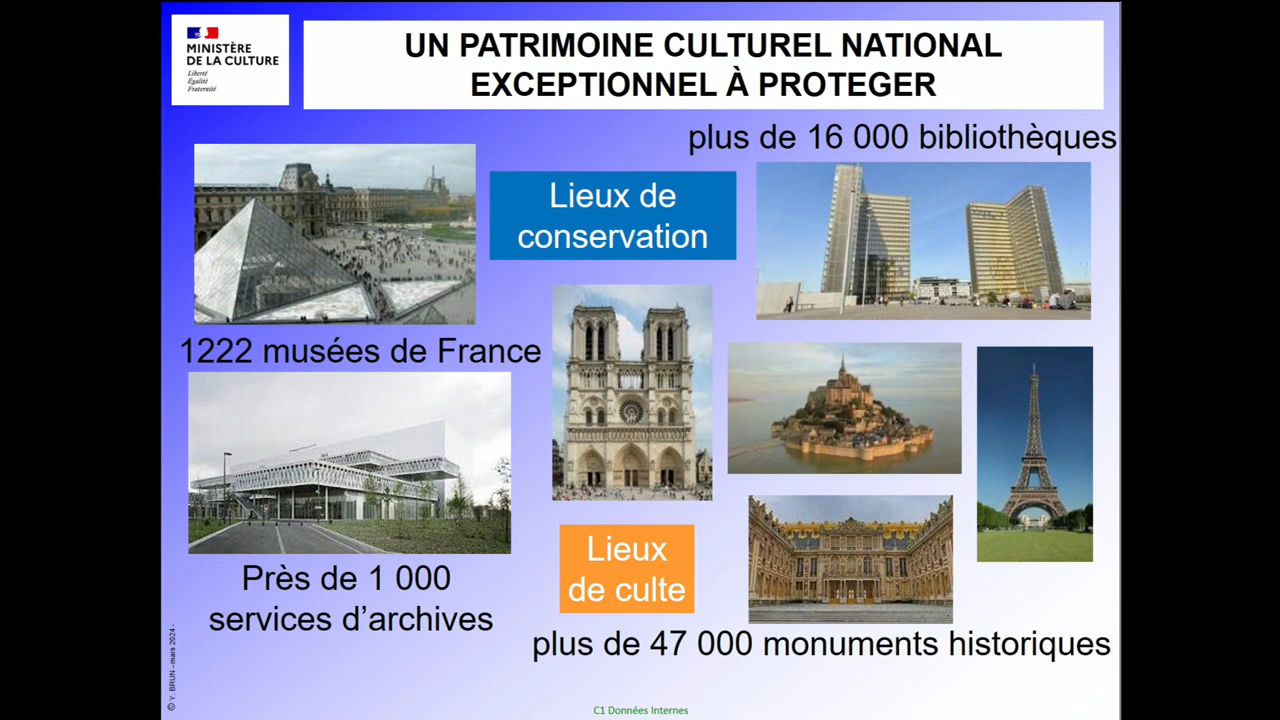 MINISTÈRE
DE LA CULTURE
Liberté
Égalité
Fraternité
UN PATRIMOINE CULTUREL NATIONAL
EXCEPTIONNEL À PROTEGER
plus de 16 000 bibliothèques
Lieux de
conservation
1222 musées de France
Près de 1 000
services d’archives
Lieux
de culte
plus de 47 000 monuments historiques
© Y. BRUN – mars 2024 -
C1 Données Internes